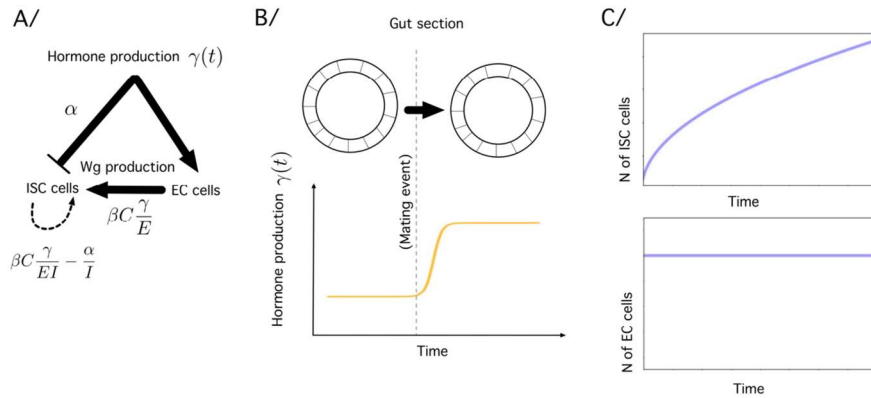 A/
Hormone production γ(t)
α
Wg production
ISC cells
EC cells
βC γ/E
βC γ/EI − α/I
B/
Gut section
(Mating event)
Hormone production γ(t)
Time
C/
N of ISC cells
Time
N of EC cells
Time